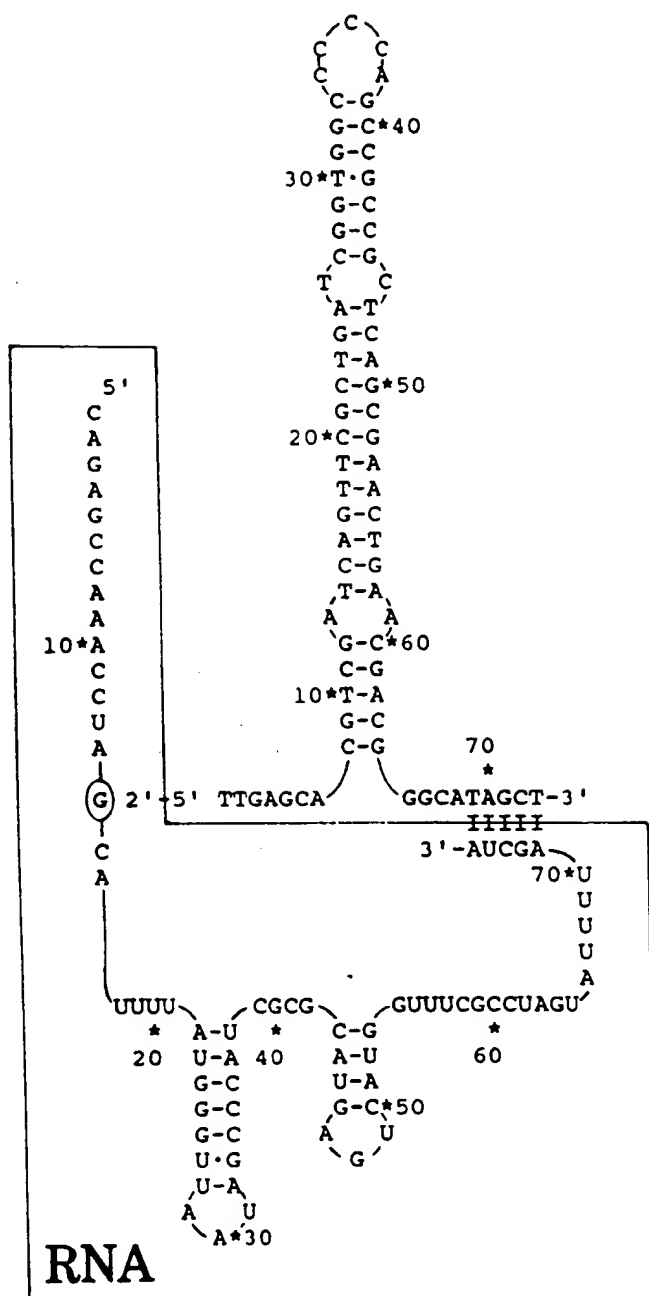 C
C C
C A
C-G
G-C*40
G-C
30*T·G
G-C
G-C
C-G
T C
A-T
G-C
T-A
C-G*50
G-C
20*C-G
T-A
T-A
G-C
A-T
C-G
T-A
A A
G-C*60
C-G
10*T-A
G-C
C-G
5'
C
A
G
A
G
C
C
A
A
10*A
C
C
U
A
G 2'-5' TTGAGCA
70
*
GGCATAGCT-3'
IIIII
3'-AUCGA
C
A
70*U
U
U
U
A
UUUU
*
20
A-U
U-A
G-C
G-C
G-C
U·G
U-A
A U
A*30
CGCG
*
40
C-G
A-U
U-A
G-C*50
A U
G
GUUUCGCCUAGU
*
60
RNA